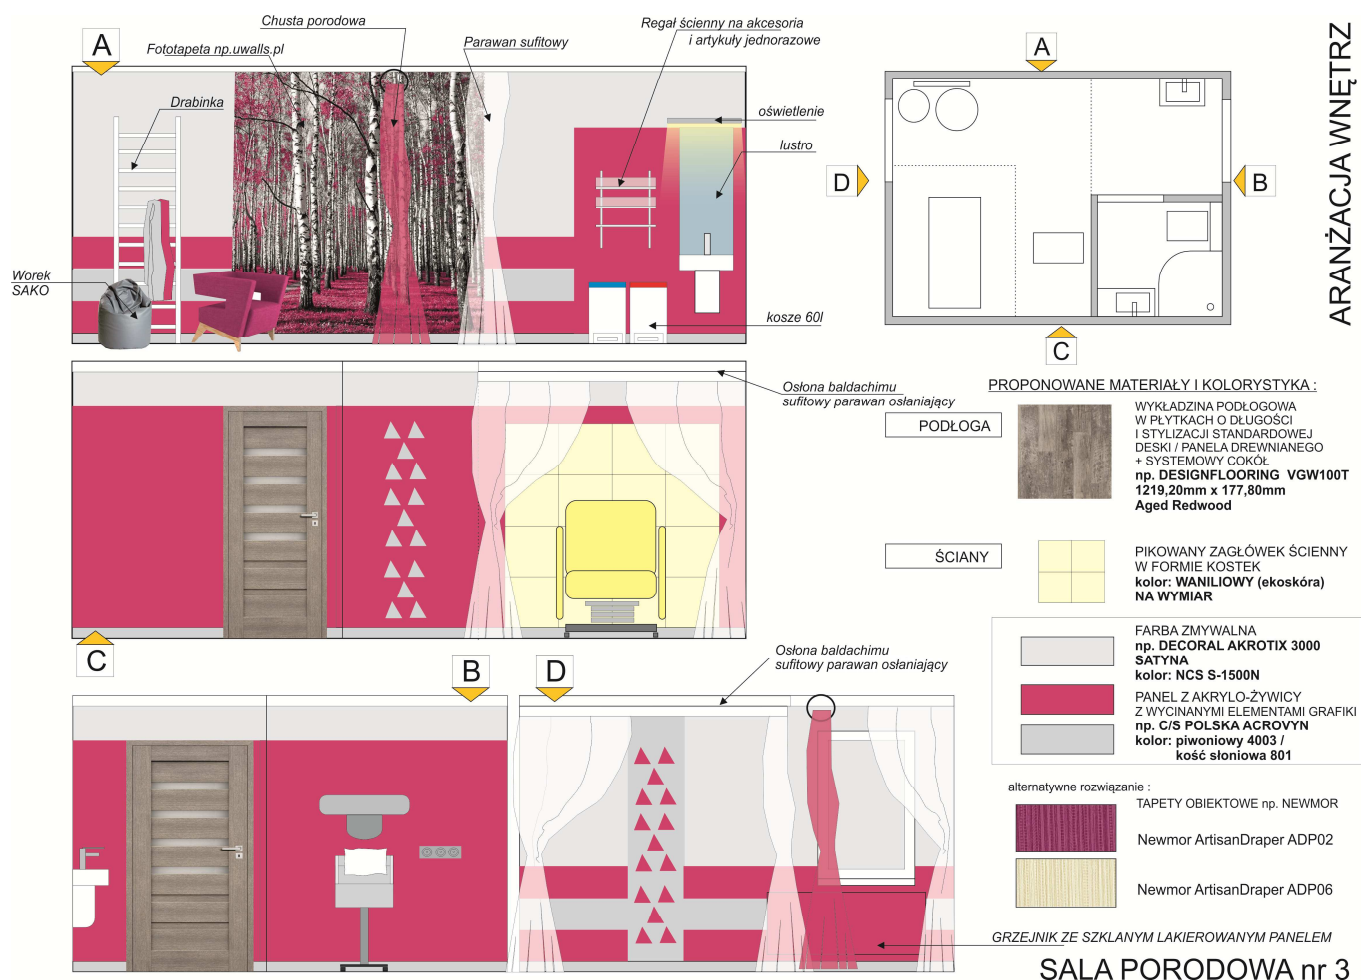 ARANŻACJA WNĘTRZ
A
Chusta porodowa
Fototapeta np.uwalls.pl
Parawan sufitowy
Regał ścienny na akcesoria
i artykuły jednorazowe
Drabinka
oświetlenie
lustro
Worek
SAKO
kosze 60l
A
D
B
C
Osłona baldachimu
sufitowy parawan osłaniający
C
PROPONOWANE MATERIAŁY I KOLORYSTYKA :
PODŁOGA
WYKŁADZINA PODŁOGOWA
W PŁYTKACH O DŁUGOŚCI
I STYLIZACJI STANDARDOWEJ
DESKI / PANELA DREWNIANEGO
+ SYSTEMOWY COKÓŁ
np. DESIGNFLOORING VGW100T
1219,20mm x 177,80mm
Aged Redwood
ŚCIANY
PIKOWANY ZAGŁÓWEK ŚCIENNY
W FORMIE KOSTEK
kolor: WANILIOWY (ekoskóra)
NA WYMIAR
FARBA ZMYWALNA
np. DECORAL AKROTIX 3000
SATYNA
kolor: NCS S-1500N
PANEL Z AKRYLO-ŻYWICY
Z WYCINANYMI ELEMENTAMI GRAFIKI
np. C/S POLSKA ACROVYN
kolor: piwoniowy 4003 /
kość słoniowa 801
B
D
Osłona baldachimu
sufitowy parawan osłaniający
alternatywne rozwiązanie :
TAPETY OBIEKTOWE np. NEWMOR
Newmor ArtisanDraper ADP02
Newmor ArtisanDraper ADP06
GRZEJNIK ZE SZKLANYM LAKIEROWANYM PANELEM
SALA PORODOWA nr 3